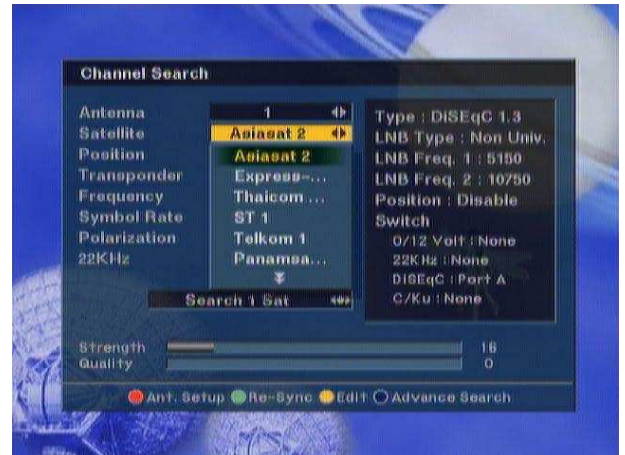 Channel Search
Antenna 1
Satellite Asiasat 2
Position Asiasat 2
Transponder Express-...
Frequency Thaicom ...
Symbol Rate ST 1
Polarization Telkom 1
22KHz Panamsa...
Search 1 Sat
Type : DiSEqC 1.3
LNB Type : Non Univ.
LNB Freq. 1 : 5150
LNB Freq. 2 : 10750
Position : Disable
Switch
0/12 Volt : None
22KHz : None
DiSEqC : Port A
C/Ku : None
Strength 16
Quality 0
Ant. Setup Re-Sync Edit Advance Search